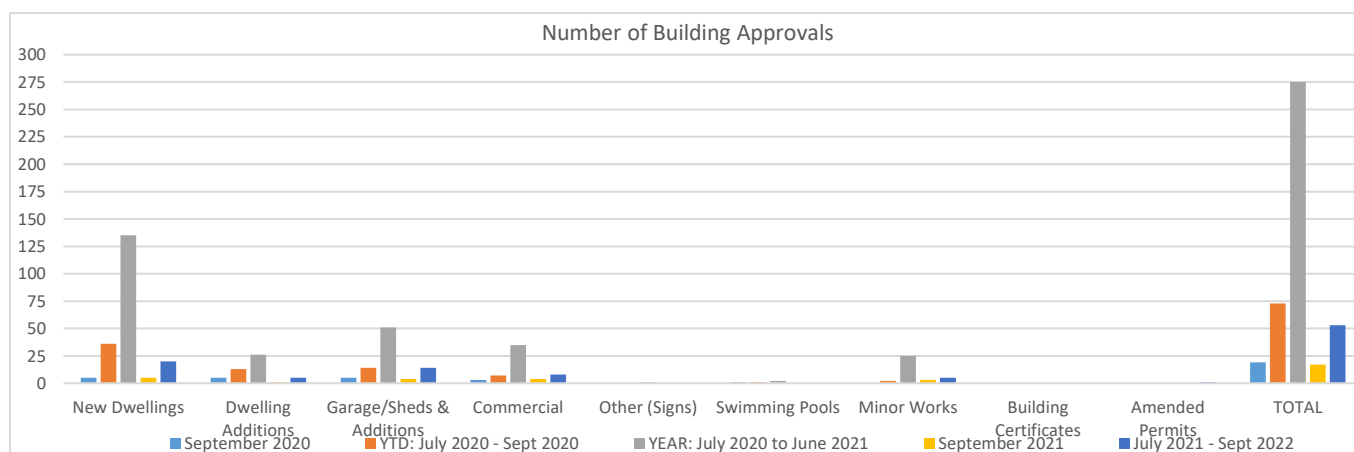 Number of Building Approvals
300
275
250
225
200
175
150
125
100
75
50
25
0
New Dwellings
Dwelling
Additions
Garage/Sheds &
Additions
Commercial
Other (Signs)
Swimming Pools
Minor Works
Building
Certificates
Amended
Permits
TOTAL
September 2020
YTD: July 2020 - Sept 2020
YEAR: July 2020 to June 2021
September 2021
July 2021 - Sept 2022